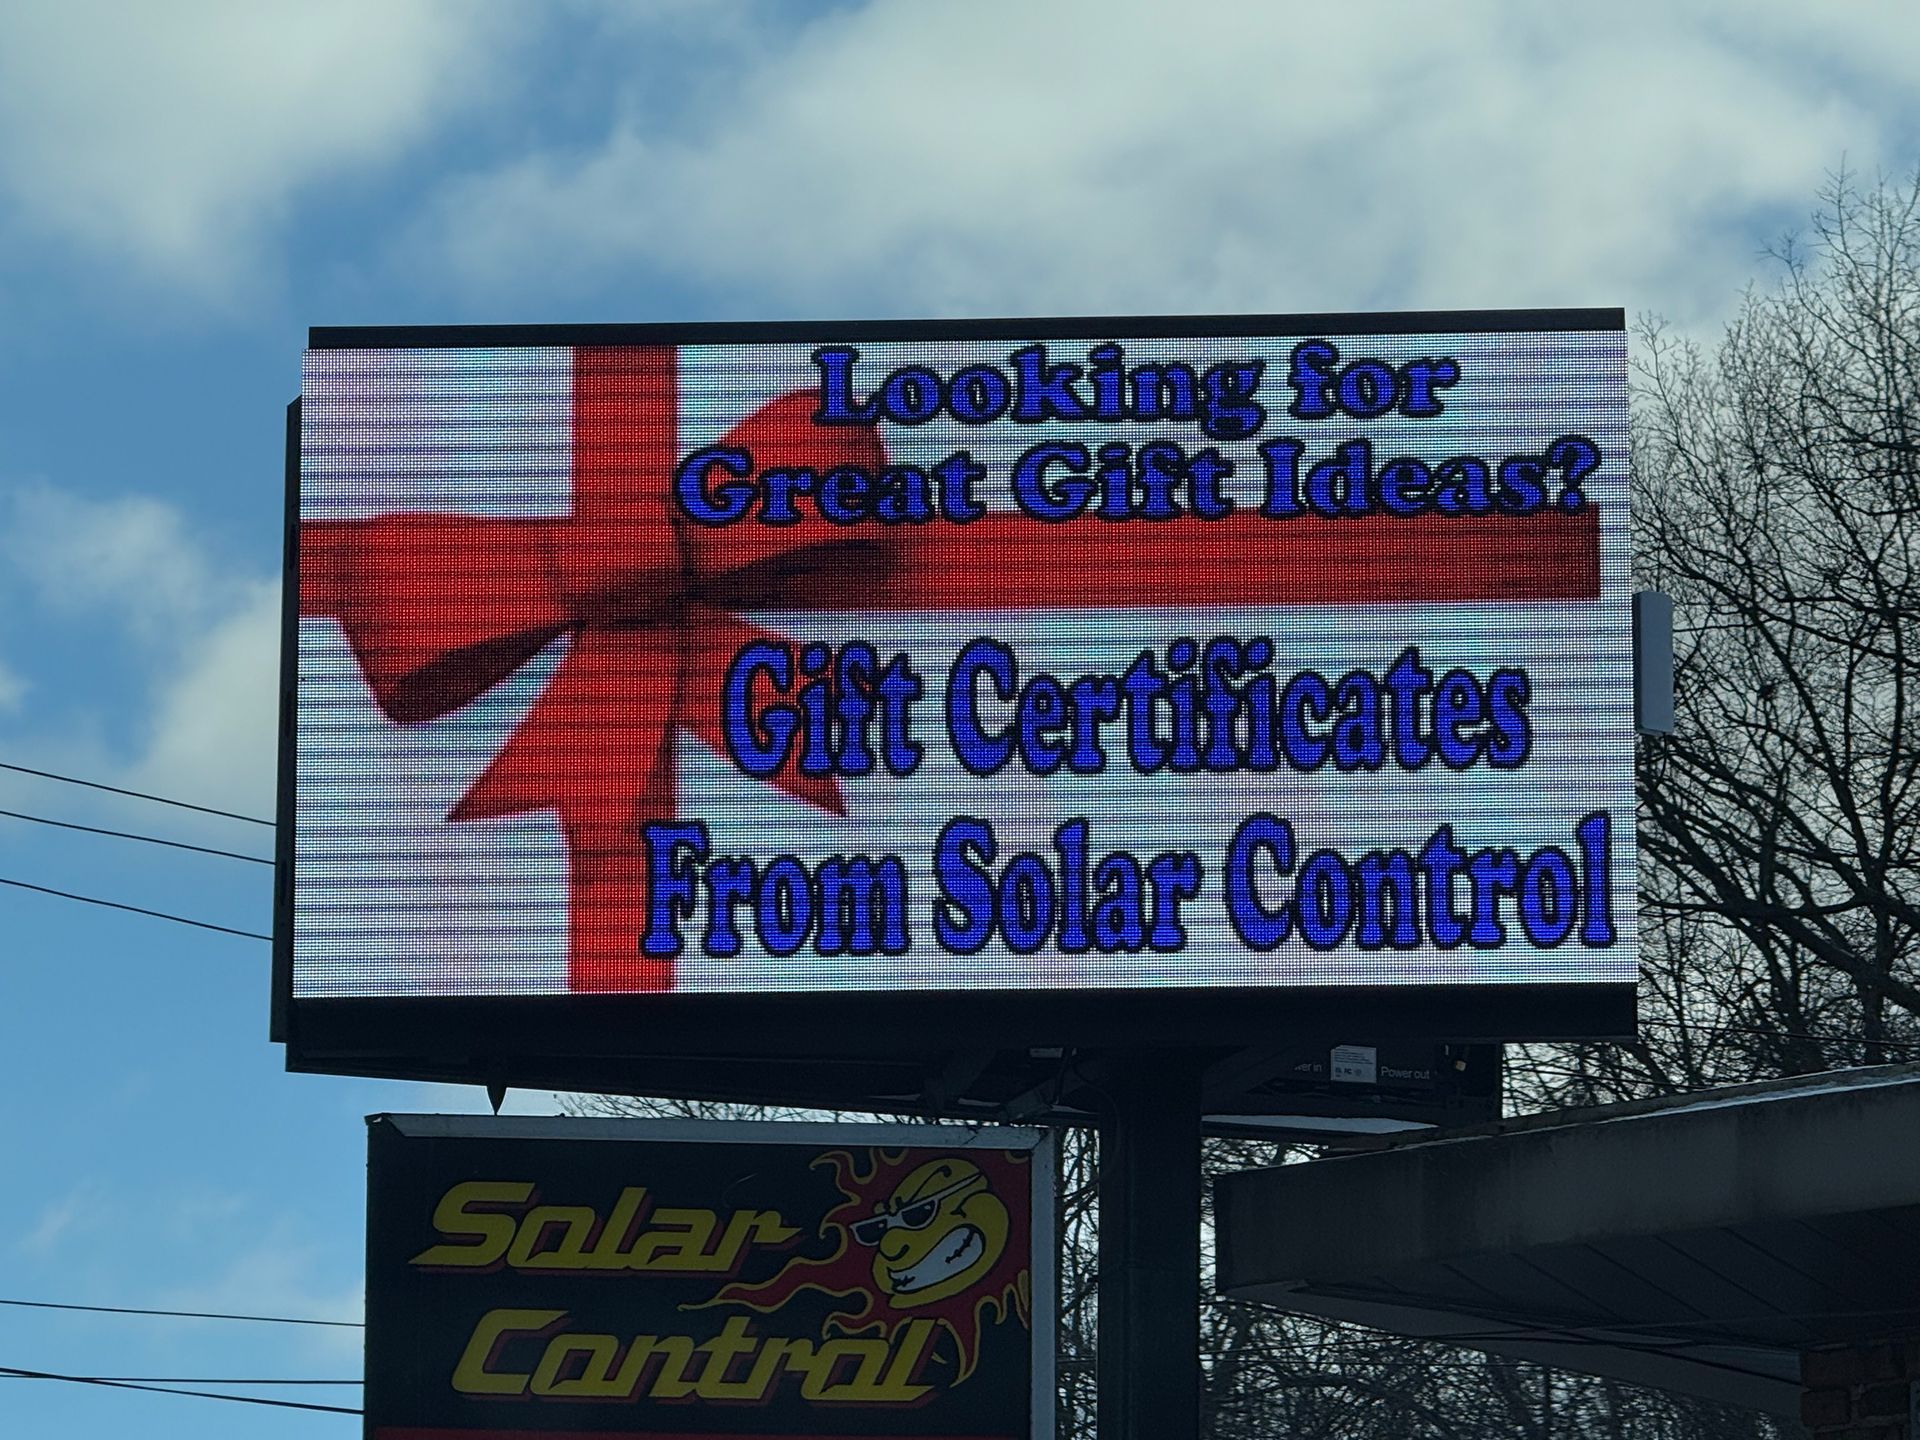 Looking for
Great Gift Ideas?
Gift Certificates
From Solar Control
Power out
Solar
Control